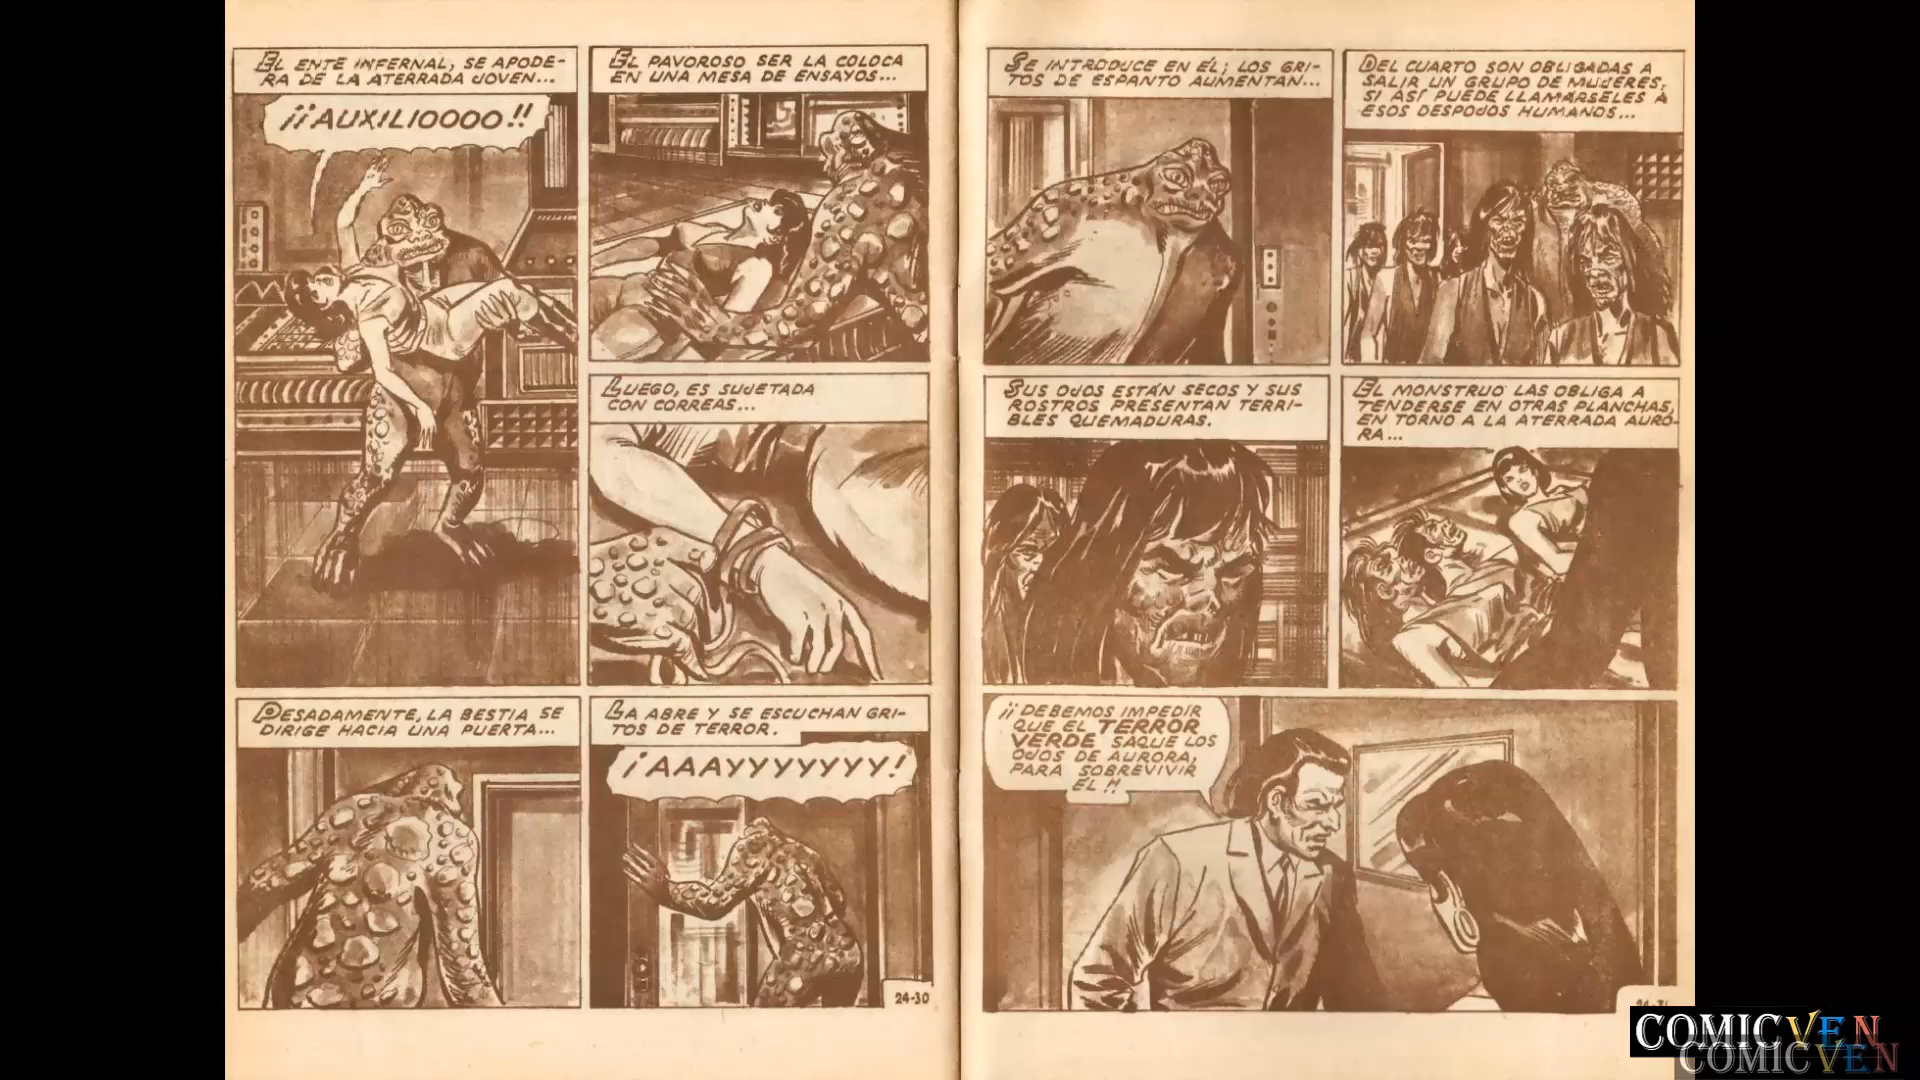 EL ENTE INFERNAL, SE APODE-
RA DE LA ATERRADA JOVEN...
¡¡AUXILIOOOO!!
EL PAVOROSO SER LA COLOCA
EN UNA MESA DE ENSAYOS...
LUEGO, ES SUJETADA
CON CORREAS...
PESADAMENTE, LA BESTIA SE
DIRIGE HACIA UNA PUERTA...
LA ABRE Y SE ESCUCHAN GRI-
TOS DE TERROR.
¡AAAYYYYYYY!
24-30
SE INTRODUCE EN ÉL; LOS GRI-
TOS DE ESPANTO AUMENTAN...
DEL CUARTO SON OBLIGADAS A
SALIR UN GRUPO DE MUJERES,
SI ASÍ PUEDE LLAMÁRSELES A
ESOS DESPOJOS HUMANOS...
SUS OJOS ESTÁN SECOS Y SUS
ROSTROS PRESENTAN TERRI-
BLES QUEMADURAS.
EL MONSTRUO LAS OBLIGA A
TENDERSE EN OTRAS PLANCHAS,
EN TORNO A LA ATERRADA AURO-
RA...
¡¡DEBEMOS IMPEDIR
QUE EL TERROR
VERDE SAQUE LOS
OJOS DE AURORA,
PARA SOBREVIVIR
ÉL!!
COMICVEN
COMICVEN